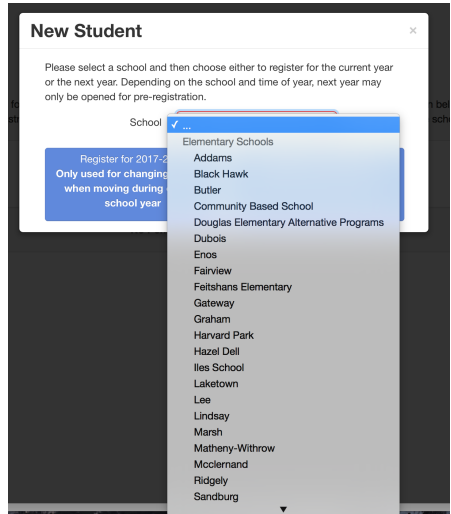 New Student
×
Please select a school and then choose either to register for the current year
or the next year. Depending on the school and time of year, next year may
only be opened for pre-registration.
School
✓ ...
Elementary Schools
Addams
Black Hawk
Butler
Community Based School
Douglas Elementary Alternative Programs
Dubois
Enos
Fairview
Feitshans Elementary
Gateway
Graham
Harvard Park
Hazel Dell
Iles School
Laketown
Lee
Lindsay
Marsh
Matheny-Withrow
Mcclernand
Ridgely
Sandburg
▼
Register for 2017-2
Only used for changing
when moving during
school year